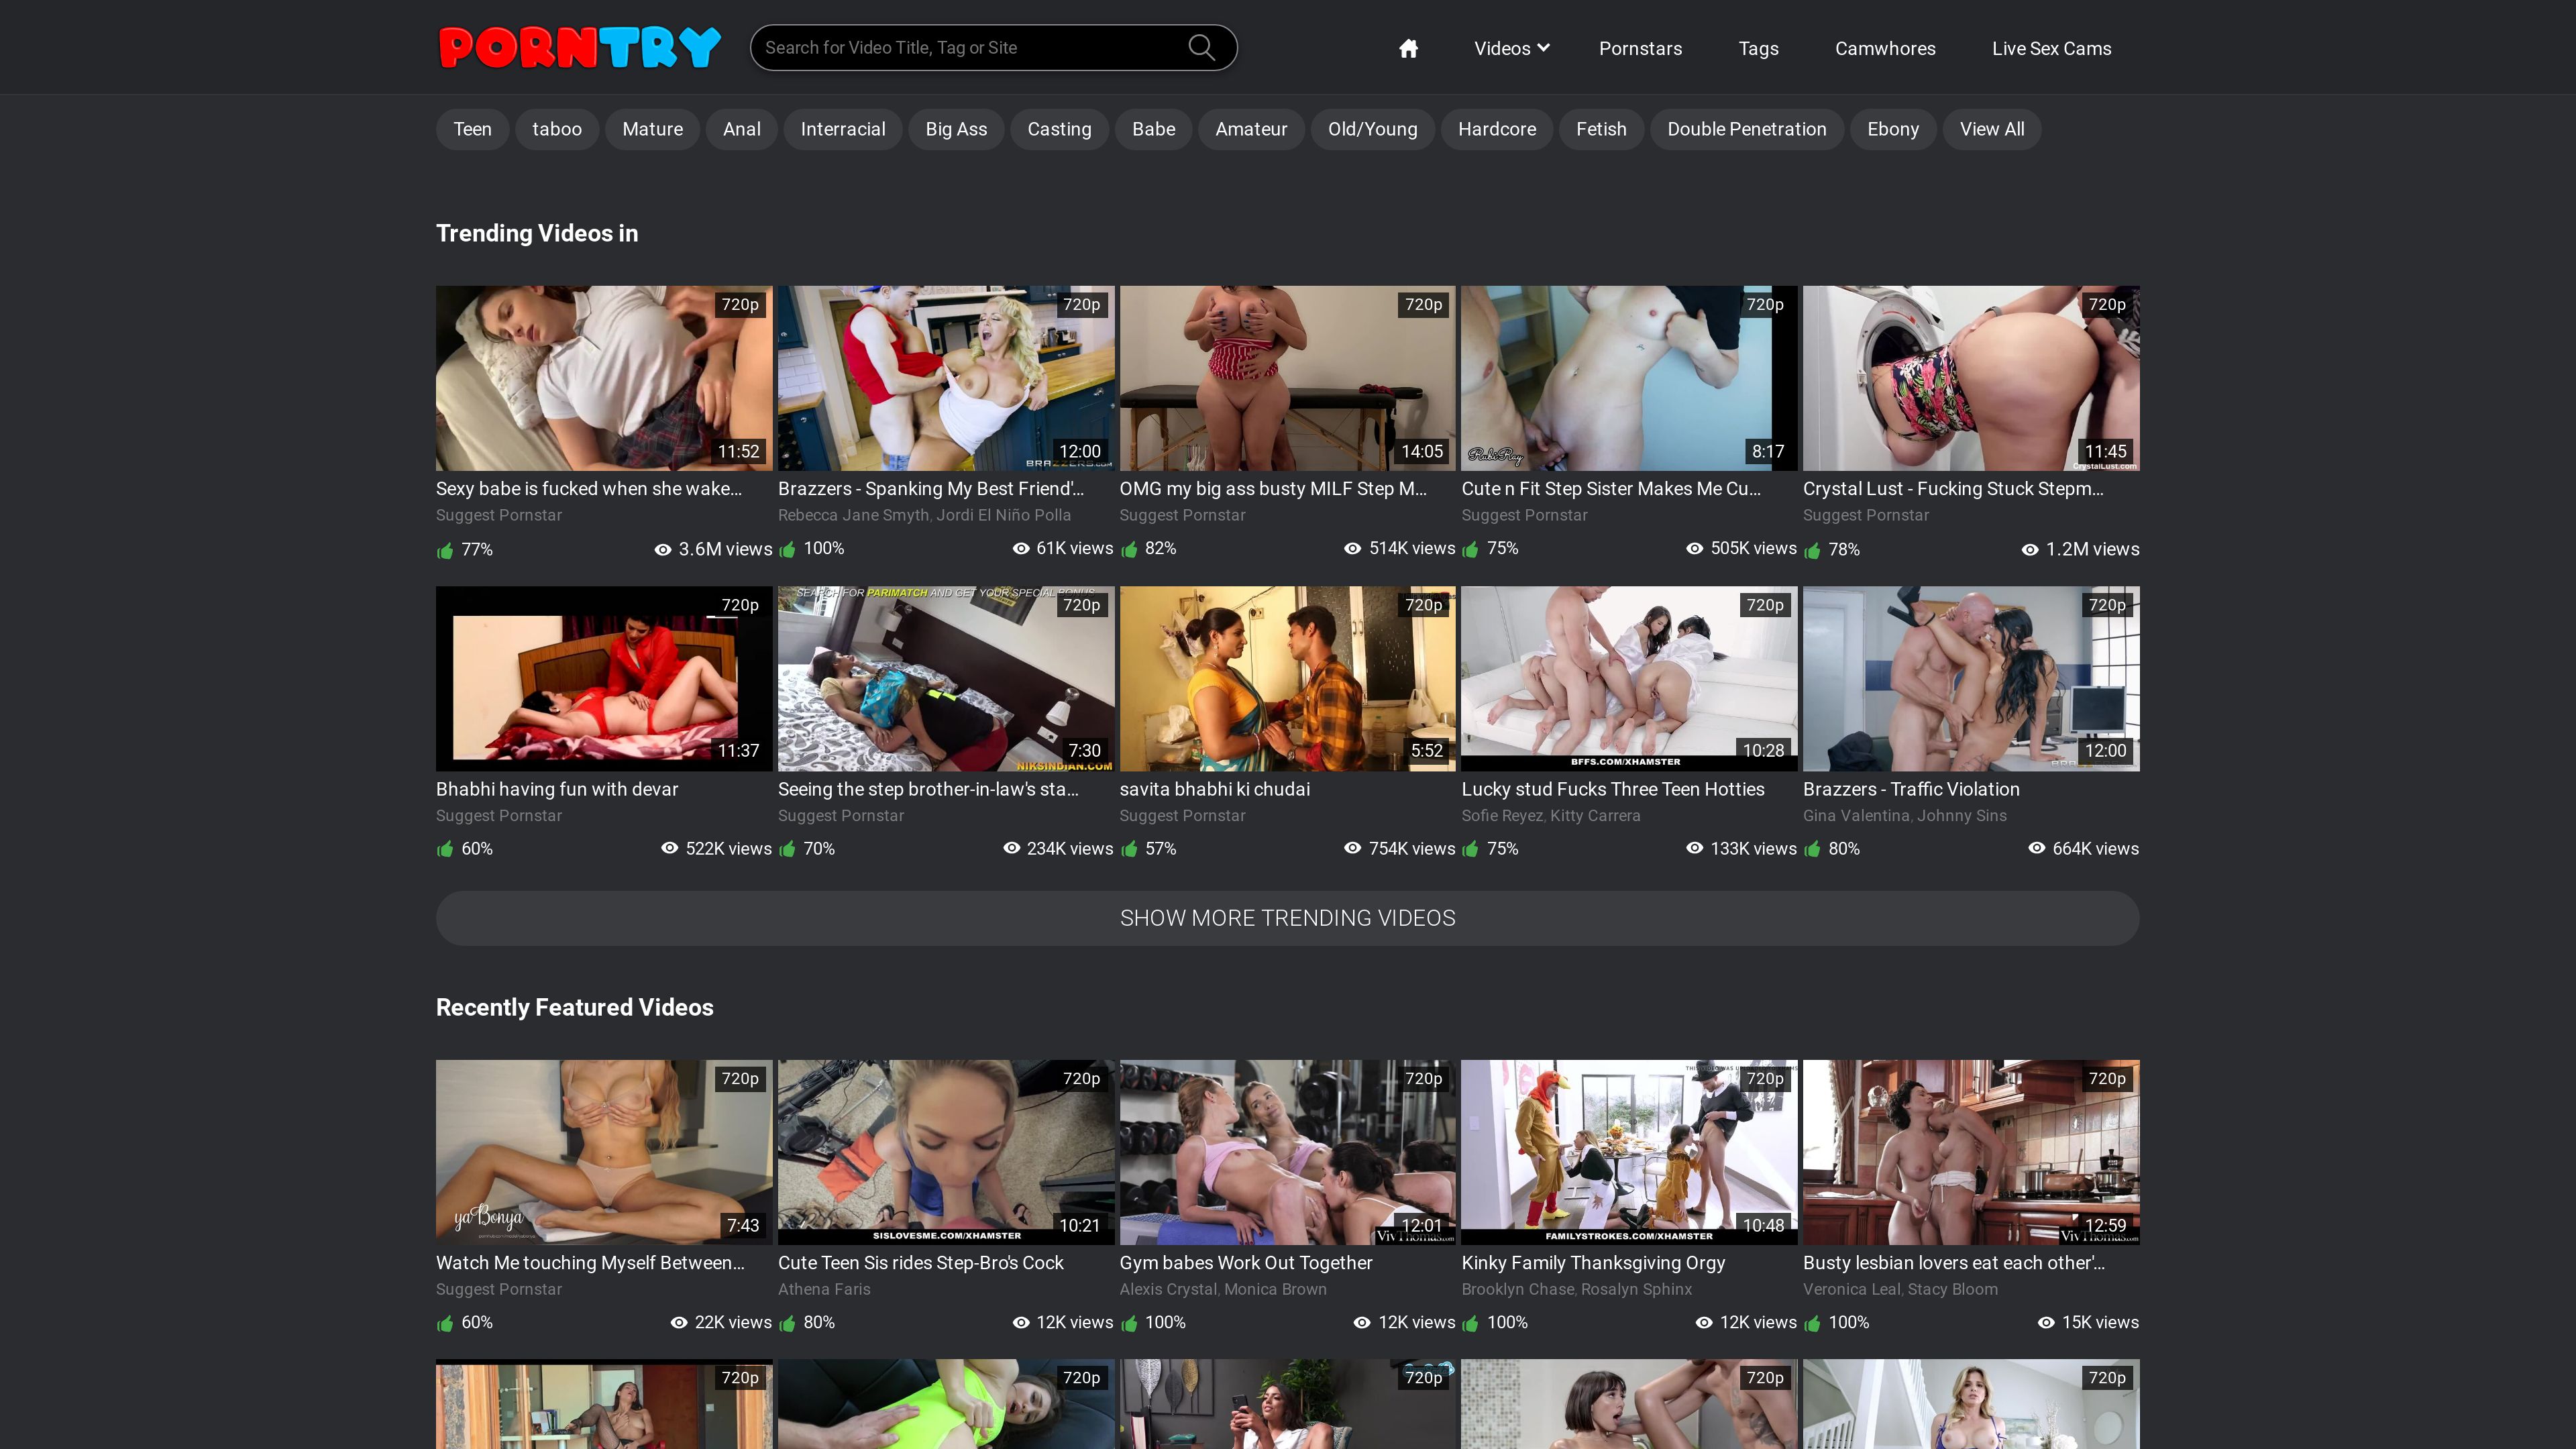 PORNTRY
Search for Video Title, Tag or Site
Videos
Pornstars
Tags
Camwhores
Live Sex Cams
Teen
taboo
Mature
Anal
Interracial
Big Ass
Casting
Babe
Amateur
Old/Young
Hardcore
Fetish
Double Penetration
Ebony
View All
Trending Videos in
720p
11:52
Sexy babe is fucked when she wake...
Suggest Pornstar
77%
3.6M views
720p
BRAZZERS.COM
12:00
Brazzers - Spanking My Best Friend'...
Rebecca Jane Smyth, Jordi El Niño Polla
100%
61K views
720p
14:05
OMG my big ass busty MILF Step M...
Suggest Pornstar
82%
514K views
720p
RubiRay
8:17
Cute n Fit Step Sister Makes Me Cu...
Suggest Pornstar
75%
505K views
720p
11:45
CrystalLust.com
Crystal Lust - Fucking Stuck Stepm...
Suggest Pornstar
78%
1.2M views
720p
11:37
Bhabhi having fun with devar
Suggest Pornstar
60%
522K views
SEARCH FOR PARIMATCH AND GET YOUR SPECIAL BONUS
720p
7:30
NIKSINDIAN.COM
Seeing the step brother-in-law's sta...
Suggest Pornstar
70%
234K views
720p
5:52
savita bhabhi ki chudai
Suggest Pornstar
57%
754K views
720p
10:28
BFFS.COM/XHAMSTER
Lucky stud Fucks Three Teen Hotties
Sofie Reyez, Kitty Carrera
75%
133K views
720p
12:00
Brazzers - Traffic Violation
Gina Valentina, Johnny Sins
80%
664K views
SHOW MORE TRENDING VIDEOS
Recently Featured Videos
720p
yaBonya
7:43
Watch Me touching Myself Between...
Suggest Pornstar
60%
22K views
720p
10:21
SISLOVESME.COM/XHAMSTER
Cute Teen Sis rides Step-Bro's Cock
Athena Faris
80%
12K views
720p
12:01
VivThomas.com
Gym babes Work Out Together
Alexis Crystal, Monica Brown
100%
12K views
720p
10:48
FAMILYSTROKES.COM/XHAMSTER
Kinky Family Thanksgiving Orgy
Brooklyn Chase, Rosalyn Sphinx
100%
12K views
720p
12:59
VivThomas.com
Busty lesbian lovers eat each other'...
Veronica Leal, Stacy Bloom
100%
15K views
720p
720p
720p
720p
720p